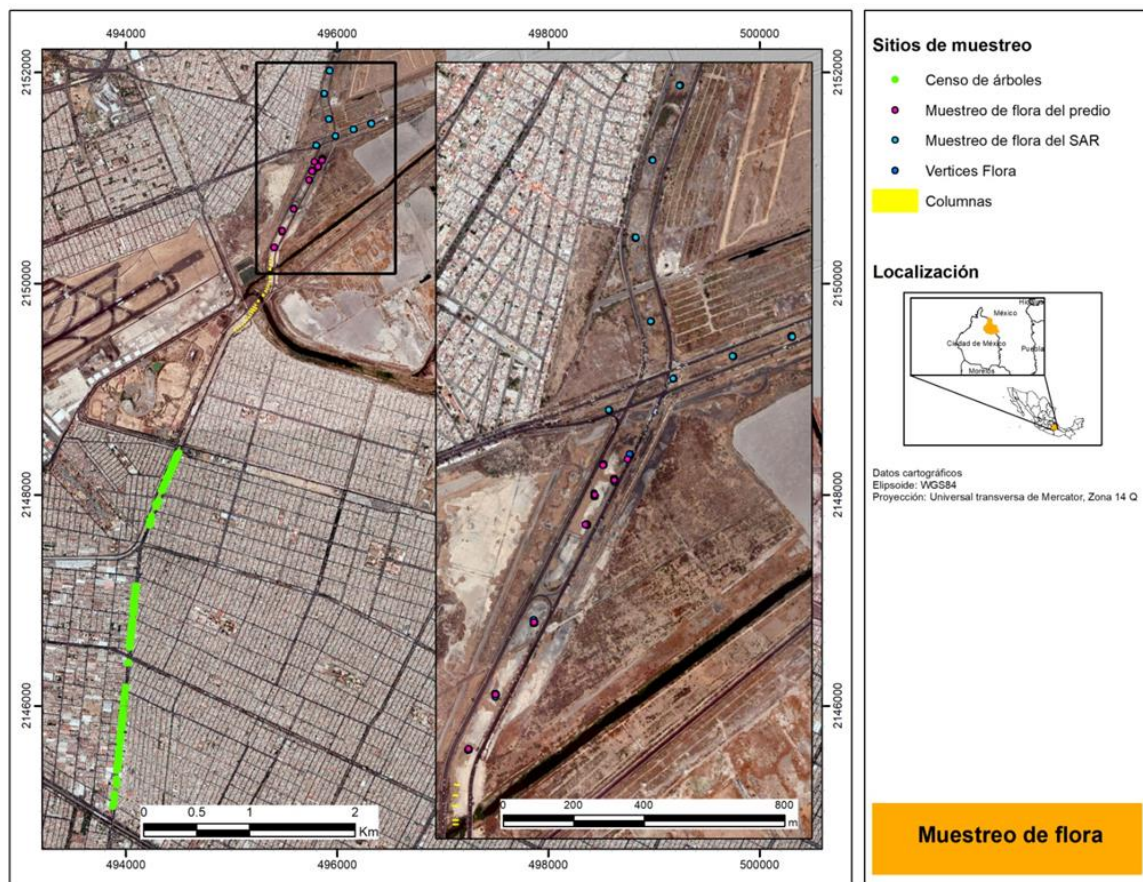 494000 496000 498000 500000
2152000
2150000
2148000
2146000
2152000
2150000
2148000
2146000
0 0.5 1 2
Km
0 200 400 800
m
494000 496000 498000 500000
Sitios de muestreo
Censo de árboles
Muestreo de flora del predio
Muestreo de flora del SAR
Vertices Flora
Columnas
Localización
México
Ciudad de México
Puebla
Morelos
Datos cartográficos
Elipsoide: WGS84
Proyección: Universal transversa de Mercator, Zona 14 Q
Muestreo de flora